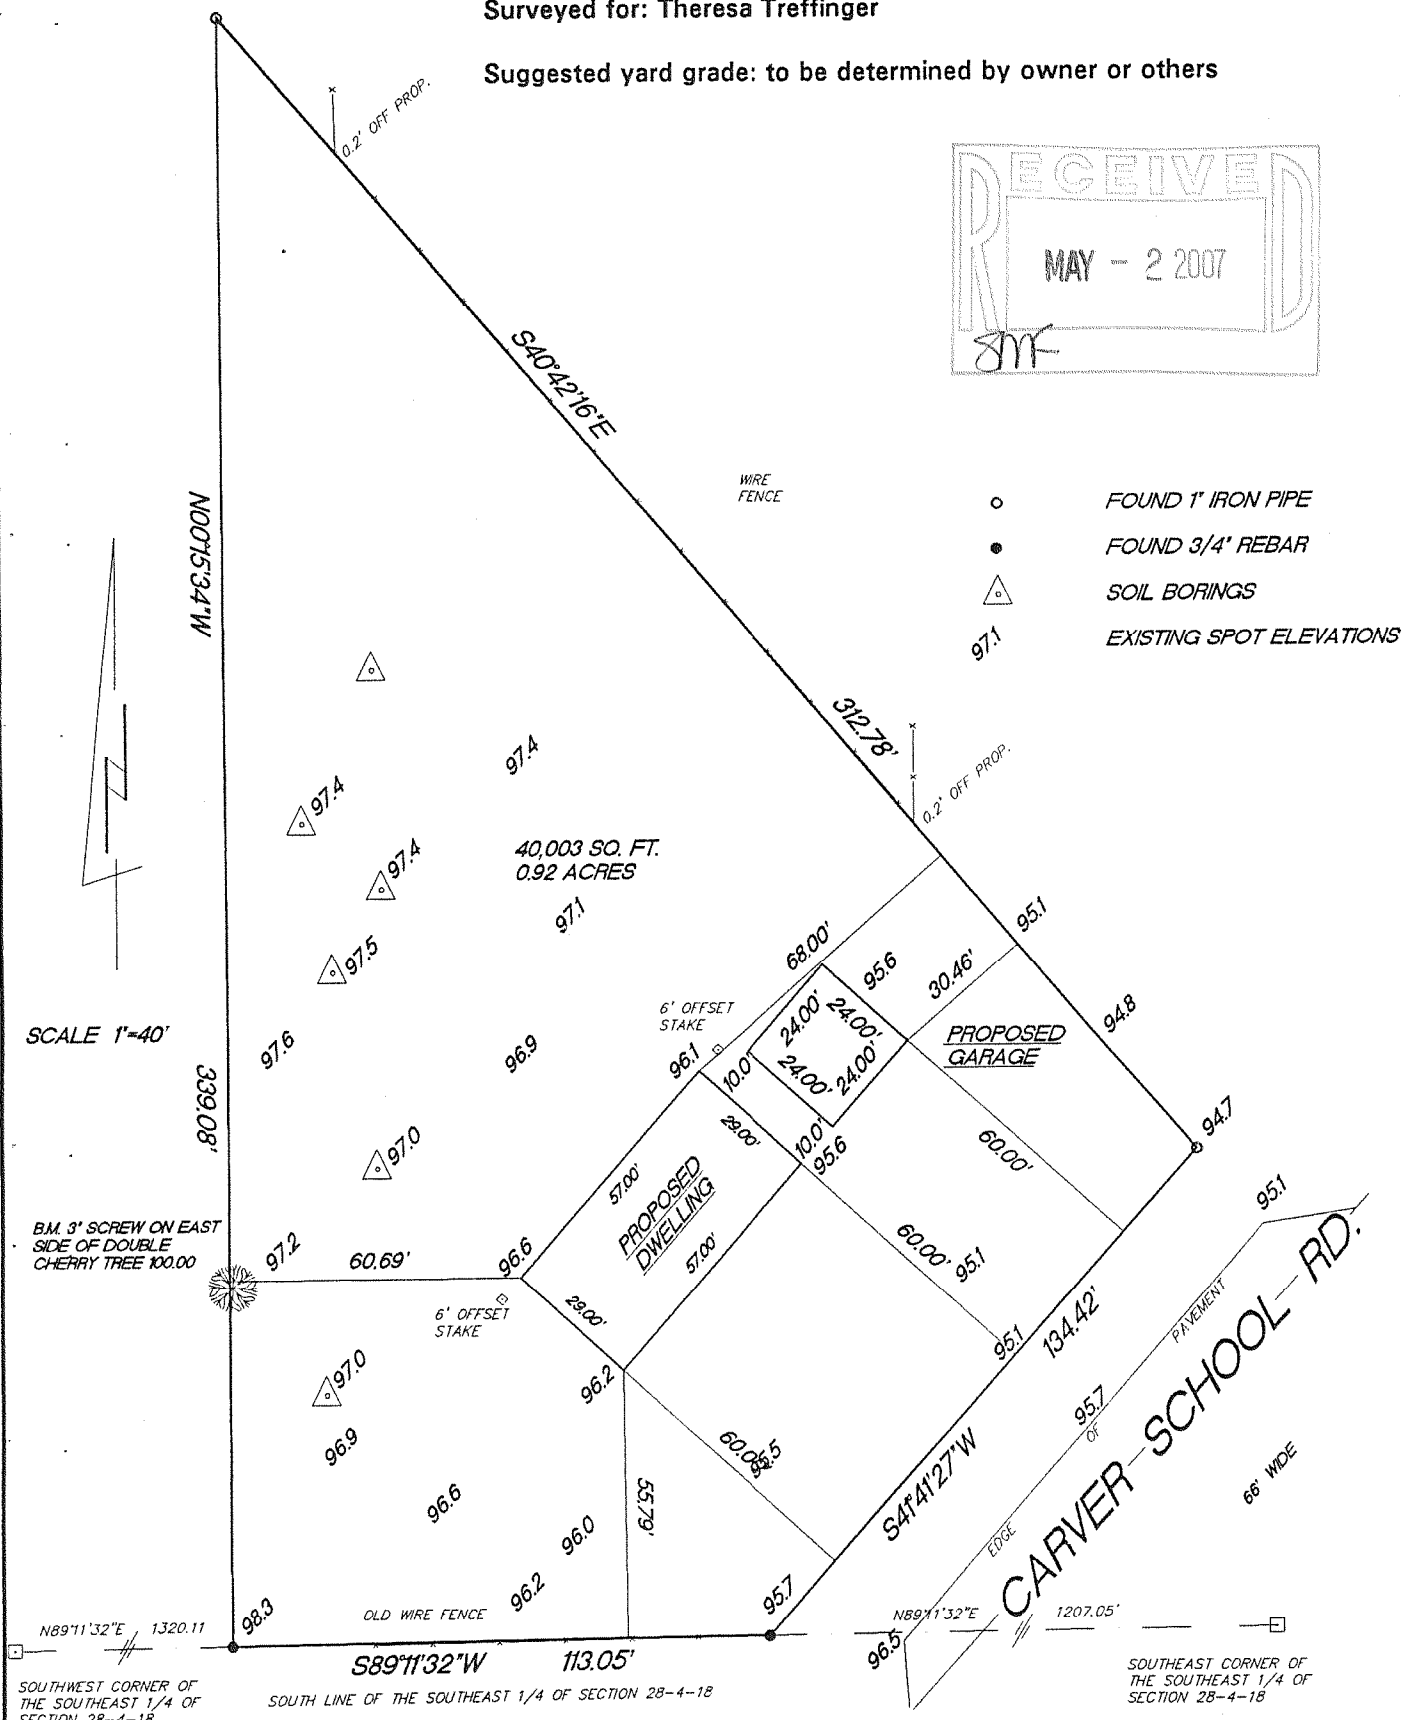 Surveyed for: Theresa Treffinger
Suggested yard grade: to be determined by owner or others
0.2' OFF PROP.
RECEIVED
MAY - 2 2007
SMF
S40°42'16"E
WIRE
FENCE
FOUND 1" IRON PIPE
FOUND 3/4" REBAR
SOIL BORINGS
97.1
EXISTING SPOT ELEVATIONS
N00°15'34"W
312.78'
0.2' OFF PROP.
97.4
97.4
97.4
40,003 SO. FT.
0.92 ACRES
97.1
97.5
95.1
68.00'
95.6
30.46'
94.8
6' OFFSET
STAKE
SCALE 1"=40'
97.6
96.9
96.1
10.0'
24.00'
24.00'
24.00'
24.00'
PROPOSED
GARAGE
339.08'
97.0
29.00'
10.0'
95.6
60.00'
94.7
57.00'
PROPOSED
DWELLING
57.00'
95.1
B.M. 3" SCREW ON EAST
SIDE OF DOUBLE
CHERRY TREE 100.00
97.2
60.69'
96.6
60.00'
95.1
6' OFFSET
STAKE
29.00'
95.1
134.42'
PAVEMENT
97.0
96.2
95.7
OF
CARVER SCHOOL RD.
96.9
60.00'
95.5
S41°41'27"W
66' WIDE
96.6
55.79'
96.0
EDGE
96.2
95.7
98.3
OLD WIRE FENCE
N89°11'32"E
1320.11
N89°11'32"E
1207.05'
96.5
S89°11'32"W
113.05'
SOUTHWEST CORNER OF
THE SOUTHEAST 1/4 OF
SECTION 28-4-18
SOUTH LINE OF THE SOUTHEAST 1/4 OF SECTION 28-4-18
SOUTHEAST CORNER OF
THE SOUTHEAST 1/4 OF
SECTION 28-4-18